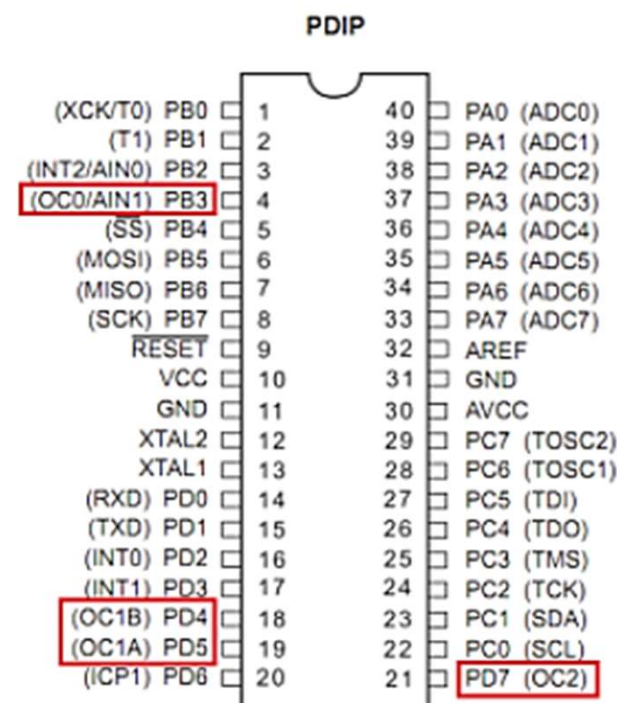 PDIP
(XCK/T0) PB0 1 40 PA0 (ADC0)
(T1) PB1 2 39 PA1 (ADC1)
(INT2/AIN0) PB2 3 38 PA2 (ADC2)
(OC0/AIN1) PB3 4 37 PA3 (ADC3)
(SS) PB4 5 36 PA4 (ADC4)
(MOSI) PB5 6 35 PA5 (ADC5)
(MISO) PB6 7 34 PA6 (ADC6)
(SCK) PB7 8 33 PA7 (ADC7)
RESET 9 32 AREF
VCC 10 31 GND
GND 11 30 AVCC
XTAL2 12 29 PC7 (TOSC2)
XTAL1 13 28 PC6 (TOSC1)
(RXD) PD0 14 27 PC5 (TDI)
(TXD) PD1 15 26 PC4 (TDO)
(INT0) PD2 16 25 PC3 (TMS)
(INT1) PD3 17 24 PC2 (TCK)
(OC1B) PD4 18 23 PC1 (SDA)
(OC1A) PD5 19 22 PC0 (SCL)
(ICP1) PD6 20 21 PD7 (OC2)